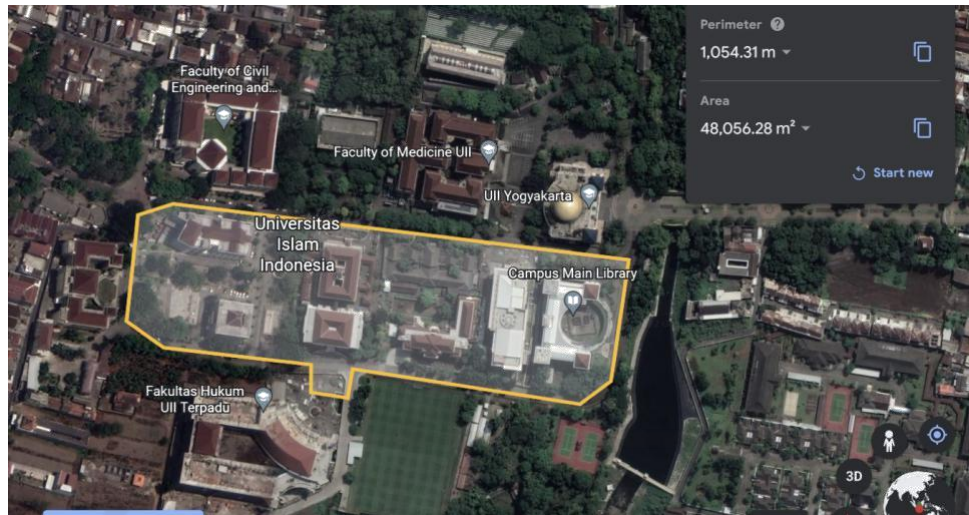 Perimeter
1,054.31 m
Area
48,056.28 m²
Start new
Faculty of Civil
Engineering and...
Faculty of Medicine UII
UII Yogyakarta
Universitas
Islam
Indonesia
Campus Main Library
Fakultas Hukum
UII Terpadu
3D